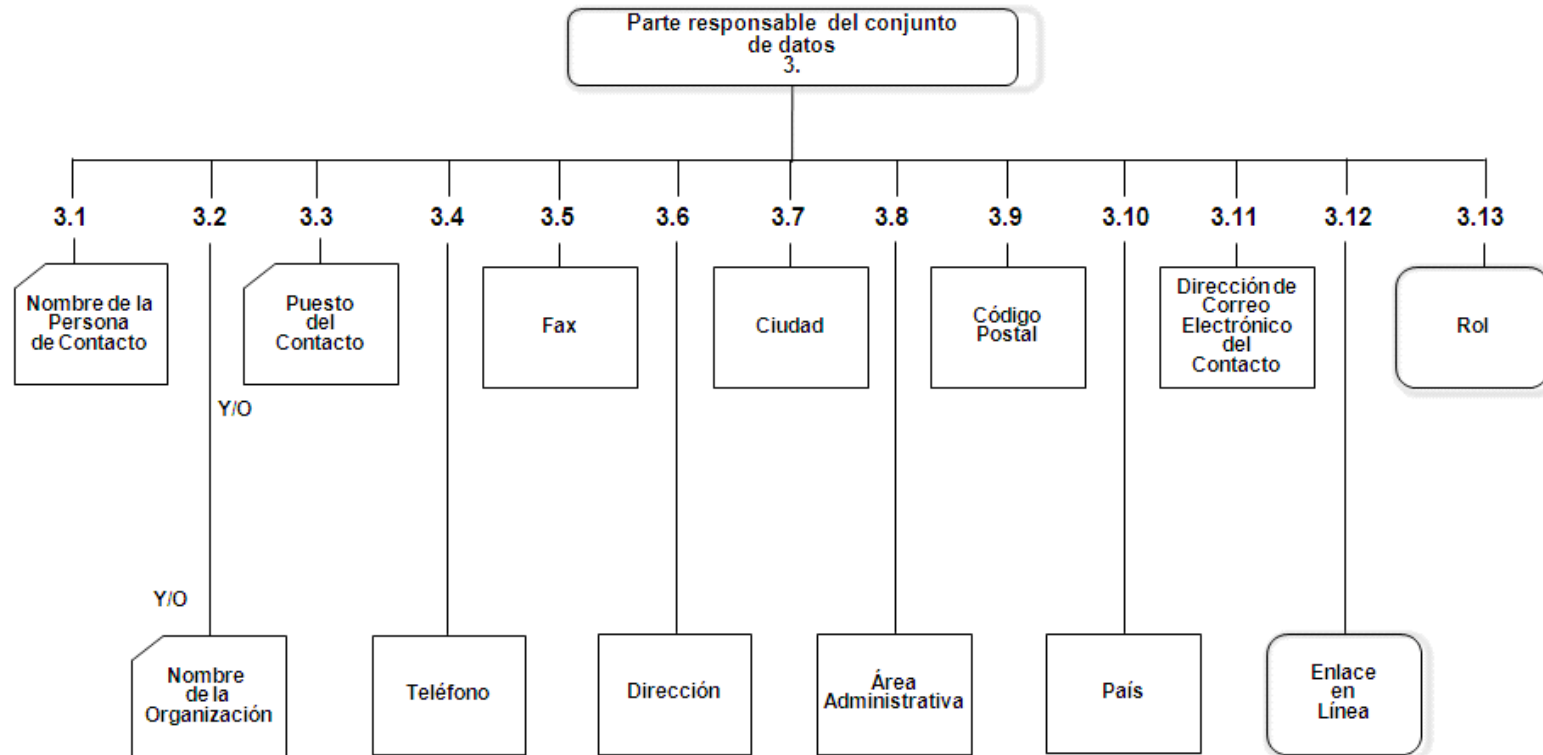 Parte responsable del conjunto
de datos
3.
3.1 3.2 3.3 3.4 3.5 3.6 3.7 3.8 3.9 3.10 3.11 3.12 3.13
Nombre de la
Persona
de Contacto
Puesto
del
Contacto
Fax
Ciudad
Código
Postal
Dirección de
Correo
Electrónico
del
Contacto
Rol
Y/O
Y/O
Nombre
de la
Organización
Teléfono
Dirección
Área
Administrativa
País
Enlace
en
Línea